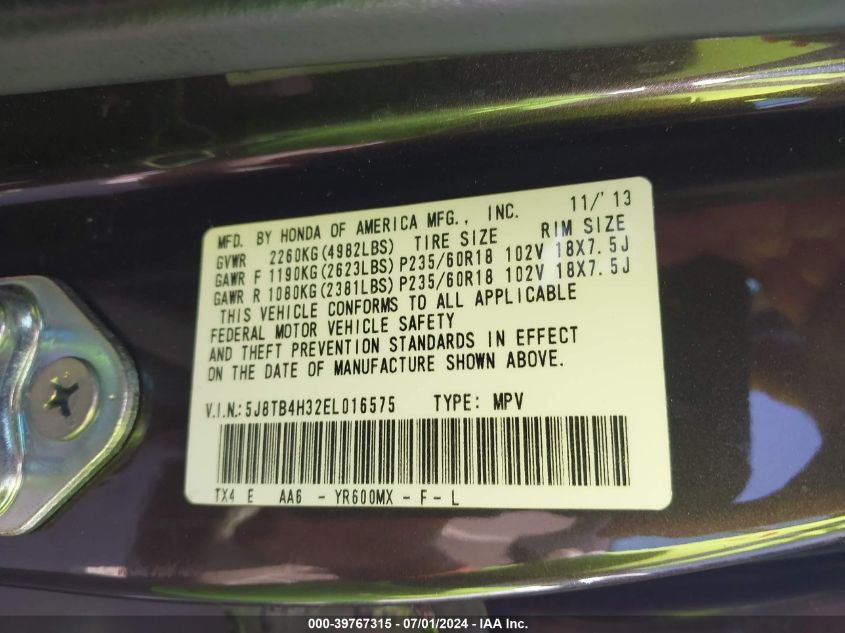 MFD. BY HONDA OF AMERICA MFG., INC. 11/'13
GVWR 2260KG(4982LBS) TIRE SIZE RIM SIZE
GAWR F 1190KG(2623LBS) P235/60R18 102V 18X7.5J
GAWR R 1080KG(2381LBS) P235/60R18 102V 18X7.5J
THIS VEHICLE CONFORMS TO ALL APPLICABLE
FEDERAL MOTOR VEHICLE SAFETY
AND THEFT PREVENTION STANDARDS IN EFFECT
ON THE DATE OF MANUFACTURE SHOWN ABOVE.
V.I.N.: 5J8TB4H32EL016575 TYPE: MPV
TX4 E AA6 - YR600MX - F - L
000-39767315 - 07/01/2024 - IAA Inc.